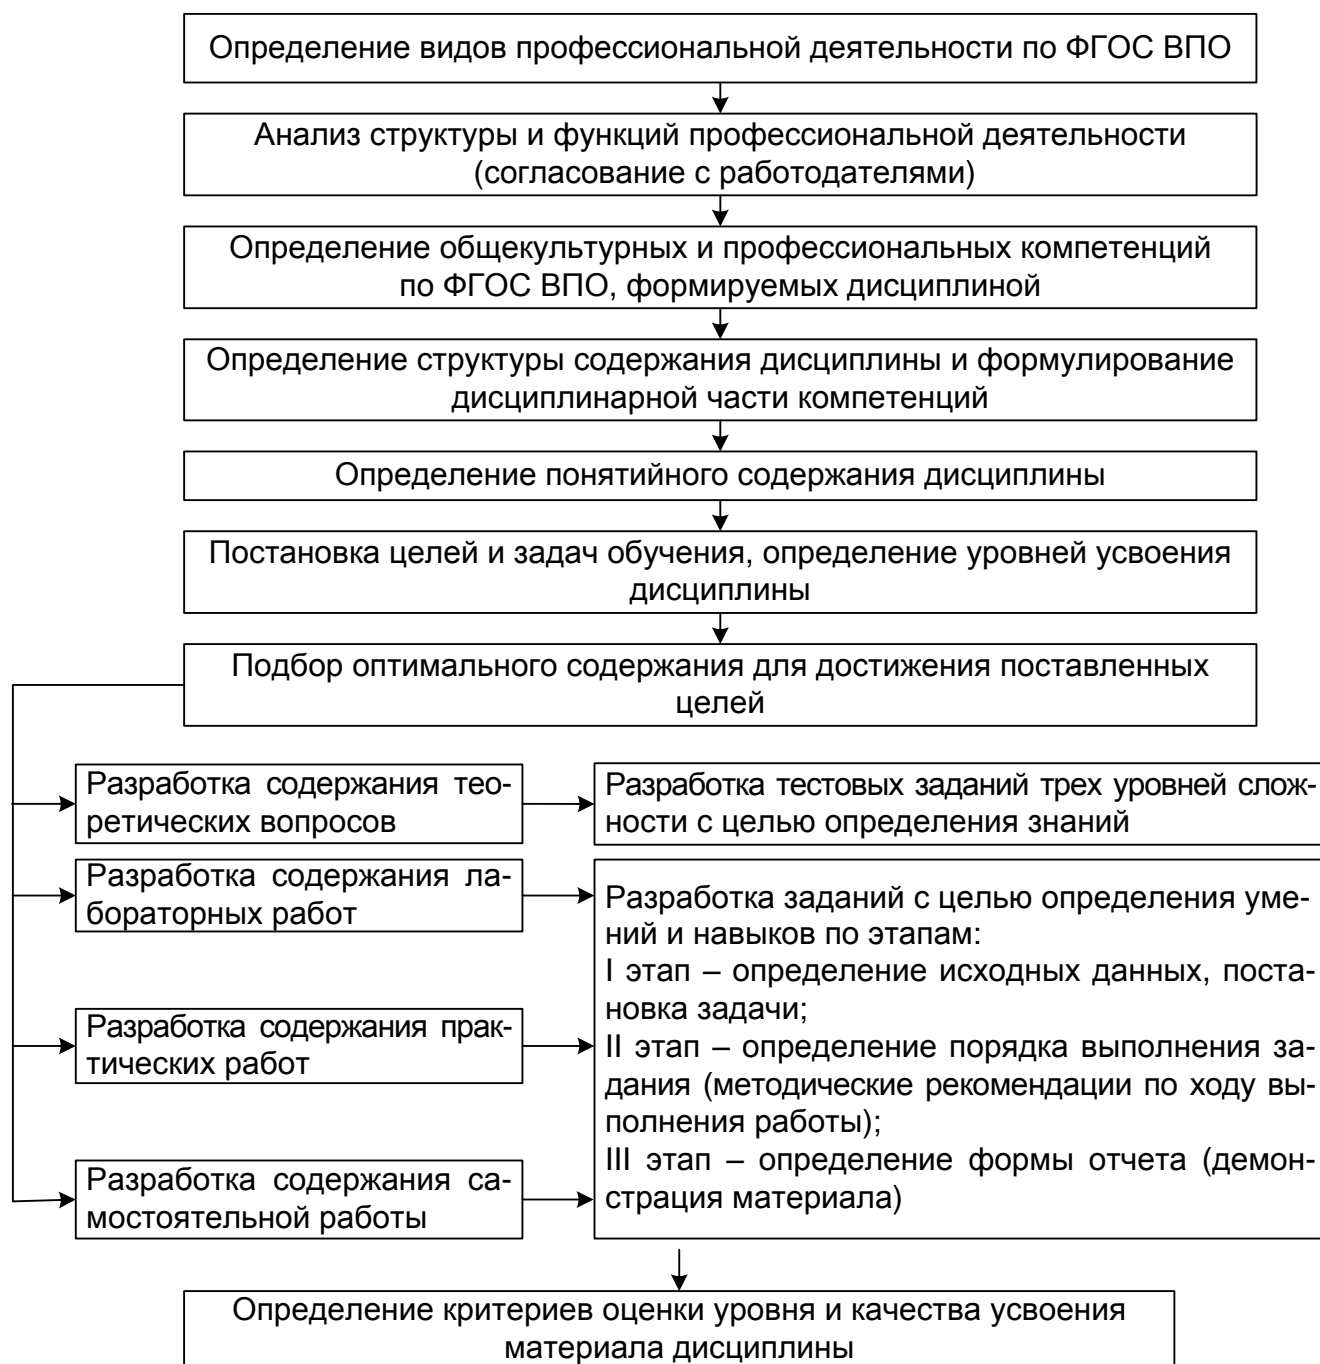 Определение видов профессиональной деятельности по ФГОС ВПО
Анализ структуры и функций профессиональной деятельности
(согласование с работодателями)
Определение общекультурных и профессиональных компетенций
по ФГОС ВПО, формируемых дисциплиной
Определение структуры содержания дисциплины и формулирование
дисциплинарной части компетенций
Определение понятийного содержания дисциплины
Постановка целей и задач обучения, определение уровней усвоения
дисциплины
Подбор оптимального содержания для достижения поставленных
целей
Разработка содержания тео-
ретических вопросов
Разработка тестовых заданий трех уровней слож-
ности с целью определения знаний
Разработка содержания ла-
бораторных работ
Разработка содержания прак-
тических работ
Разработка содержания са-
мостоятельной работы
Разработка заданий с целью определения уме-
ний и навыков по этапам:
I этап – определение исходных данных, поста-
новка задачи;
II этап – определение порядка выполнения за-
дания (методические рекомендации по ходу вы-
полнения работы);
III этап – определение формы отчета (демон-
страция материала)
Определение критериев оценки уровня и качества усвоения
материала дисциплины